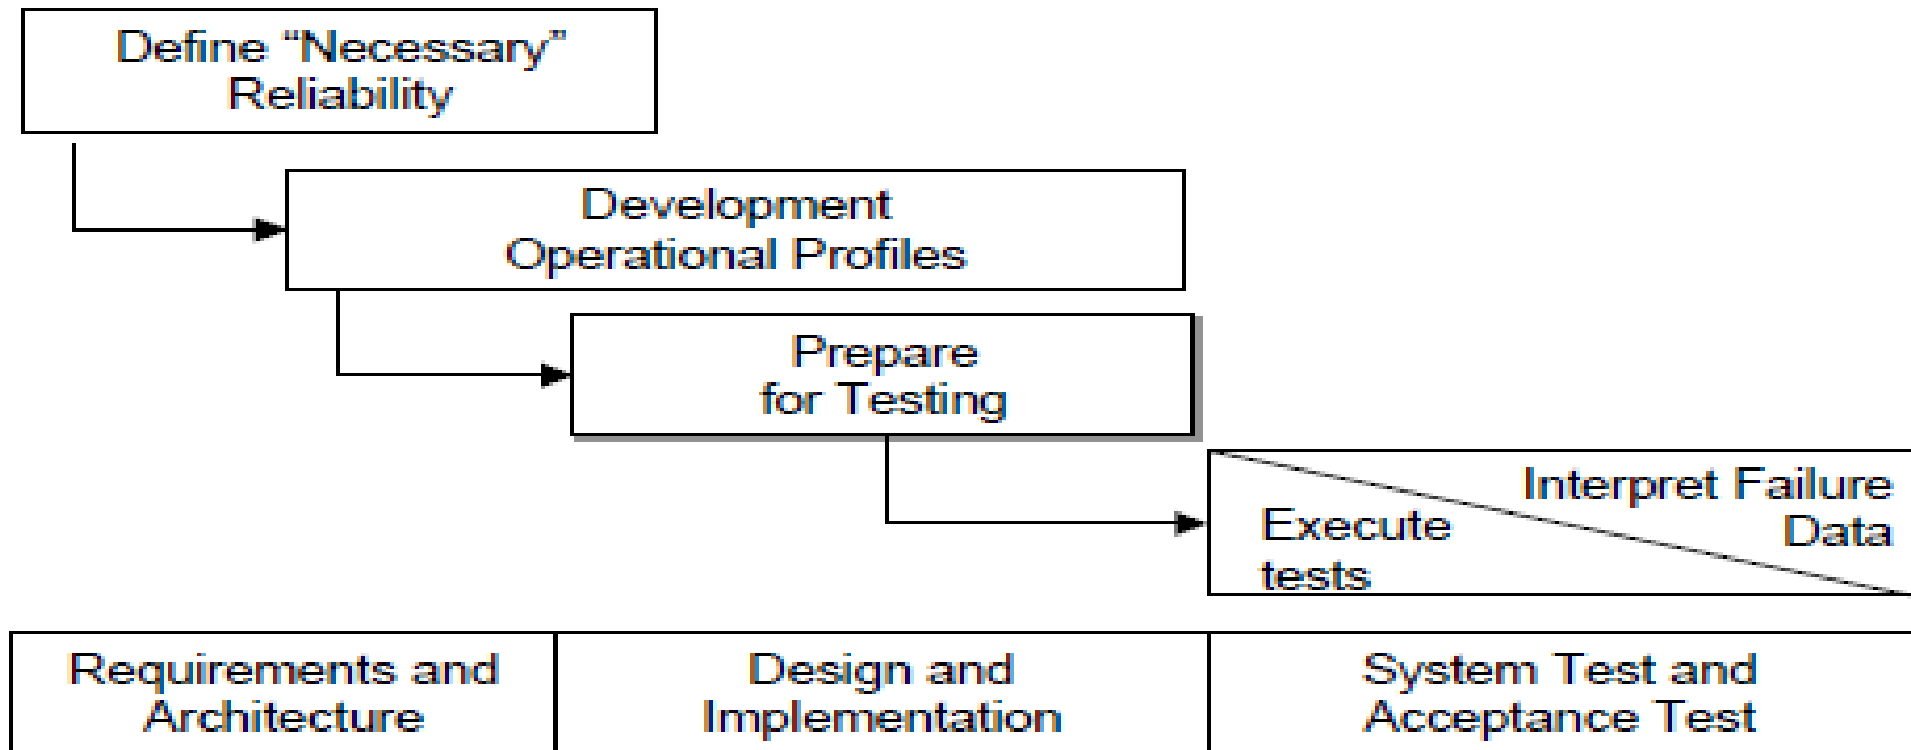 Define “Necessary”
Reliability
Development
Operational Profiles
Prepare
for Testing
Interpret Failure
Data
Execute
tests
Requirements and
Architecture
Design and
Implementation
System Test and
Acceptance Test